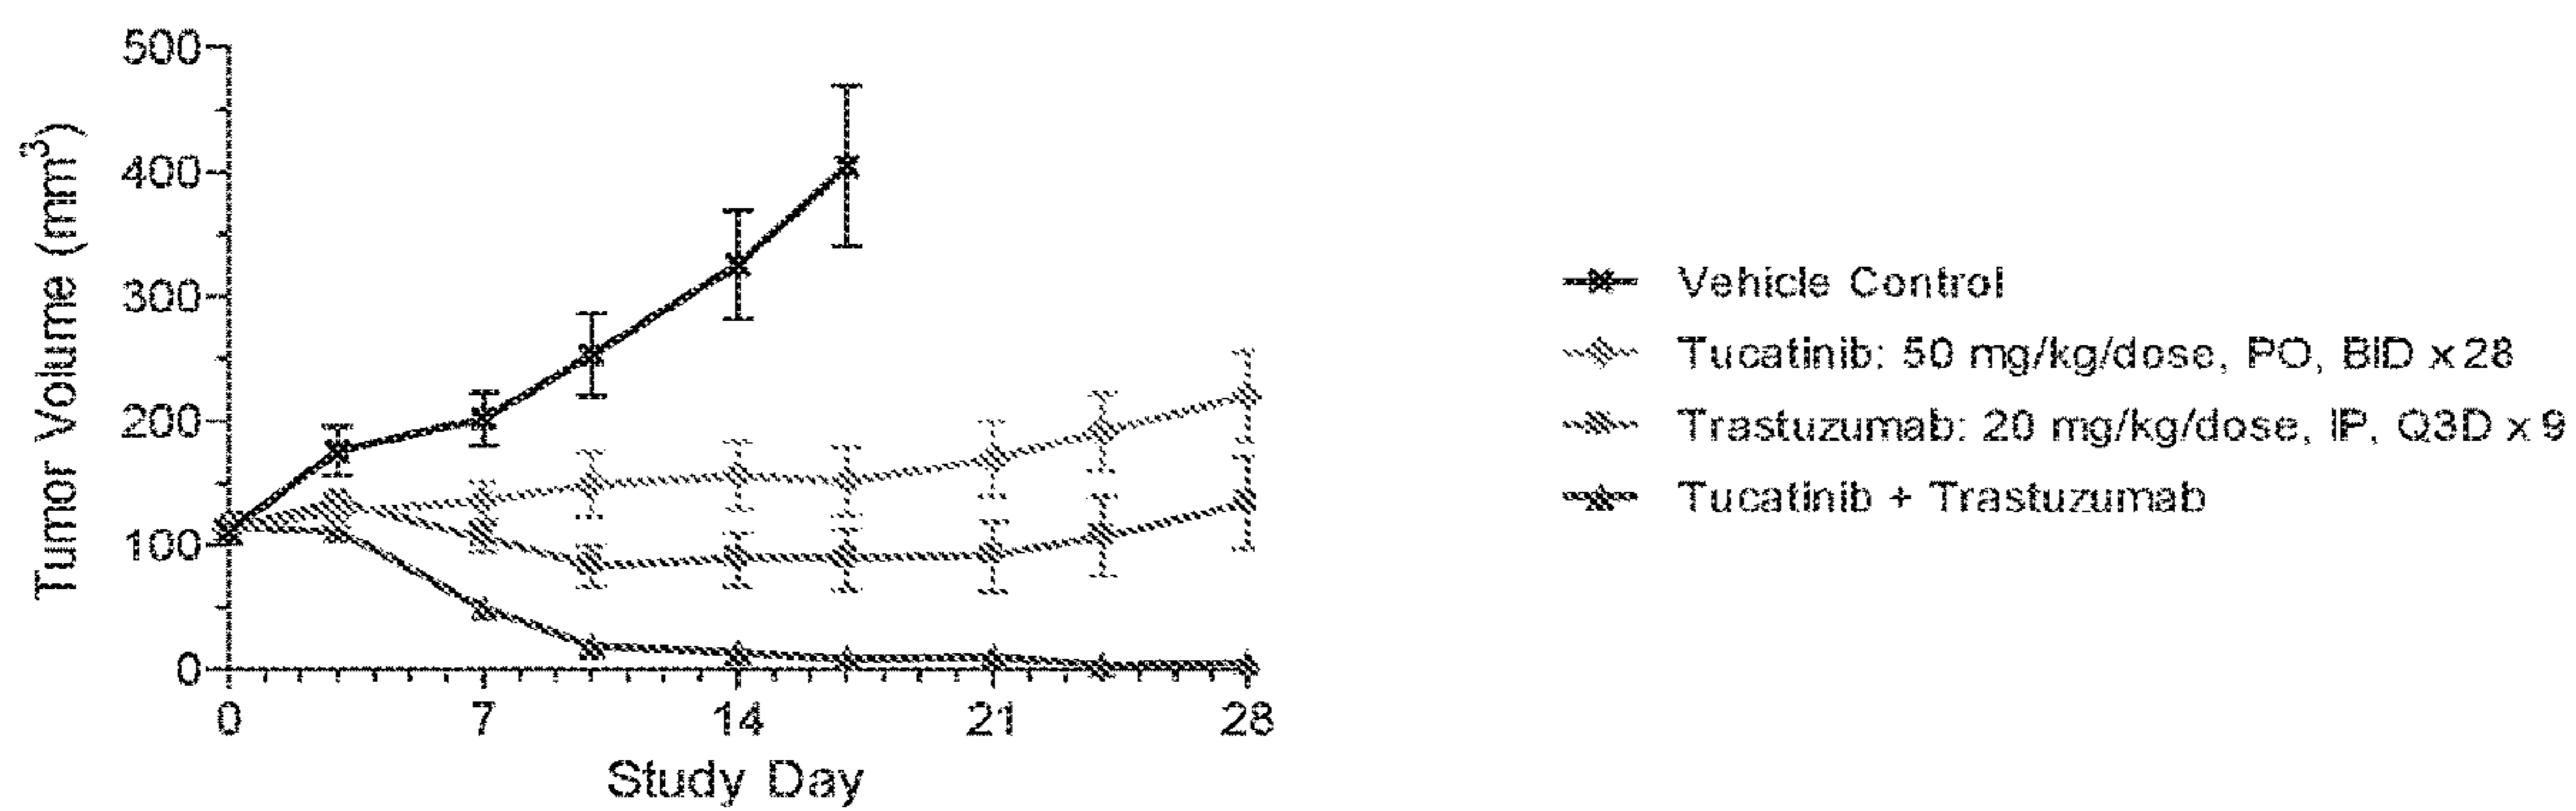 500
400
300
200
100
0
Tumor Volume (mm³)
0 7 14 21 28
Study Day
Vehicle Control
Tucatinib: 50 mg/kg/dose, PO, BID x 28
Trastuzumab: 20 mg/kg/dose, IP, Q3D x 9
Tucatinib + Trastuzumab